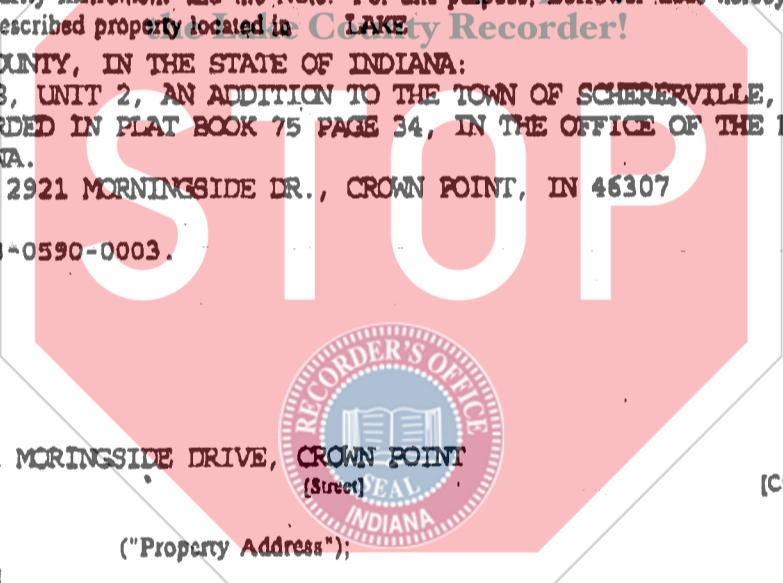 escribed property located in LAKE
the Lake County Recorder!
OUNTY, IN THE STATE OF INDIANA:
, UNIT 2, AN ADDITION TO THE TOWN OF SCHERERVILLE,
RDED IN PLAT BOOK 75 PAGE 34, IN THE OFFICE OF THE
NA.
2921 MORNINGSIDE DR., CROWN POINT, IN 46307
-0590-0003.
STOP
RECORDER'S OFFICE
SEAL
INDIANA
MORINGSIDE DRIVE, CROWN POINT
[Street]
[C
("Property Address");